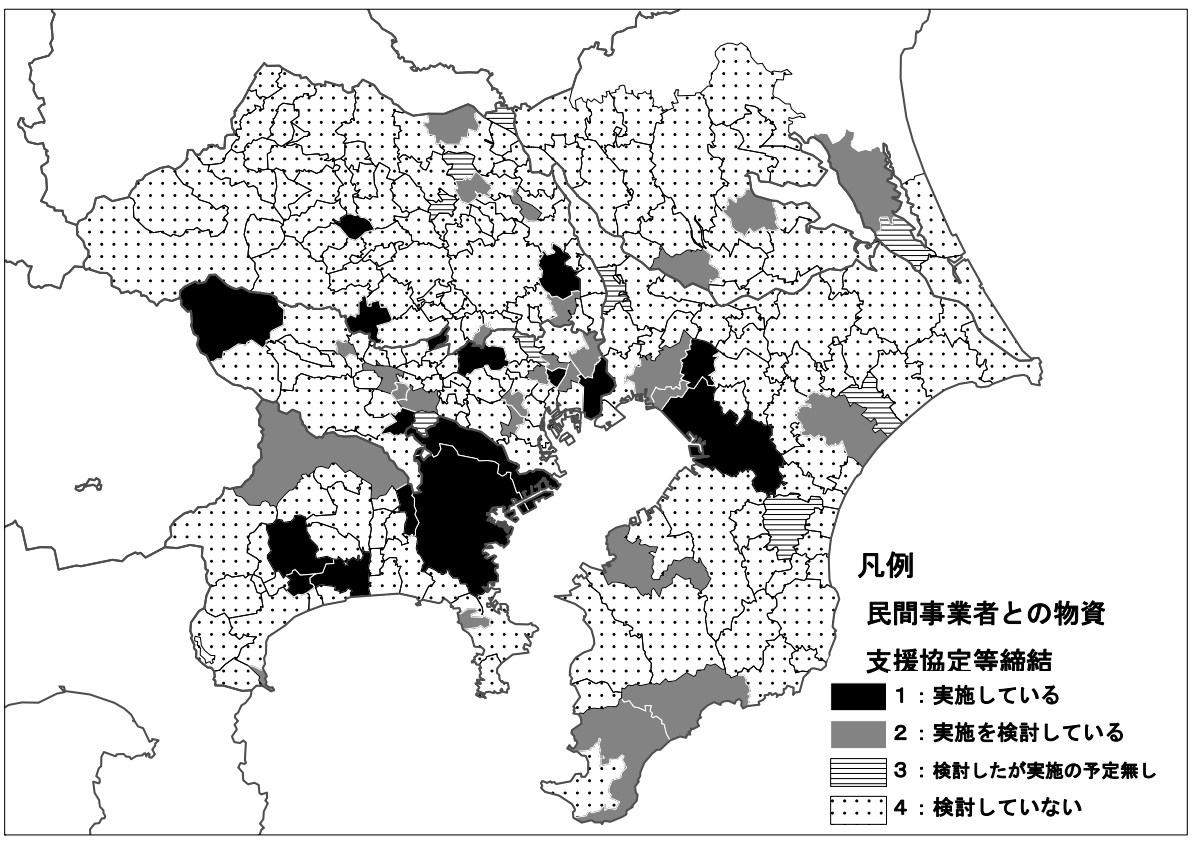 凡例
民間事業者との物資
支援協定等締結
1：実施している
2：実施を検討している
3：検討したが実施の予定無し
4：検討していない